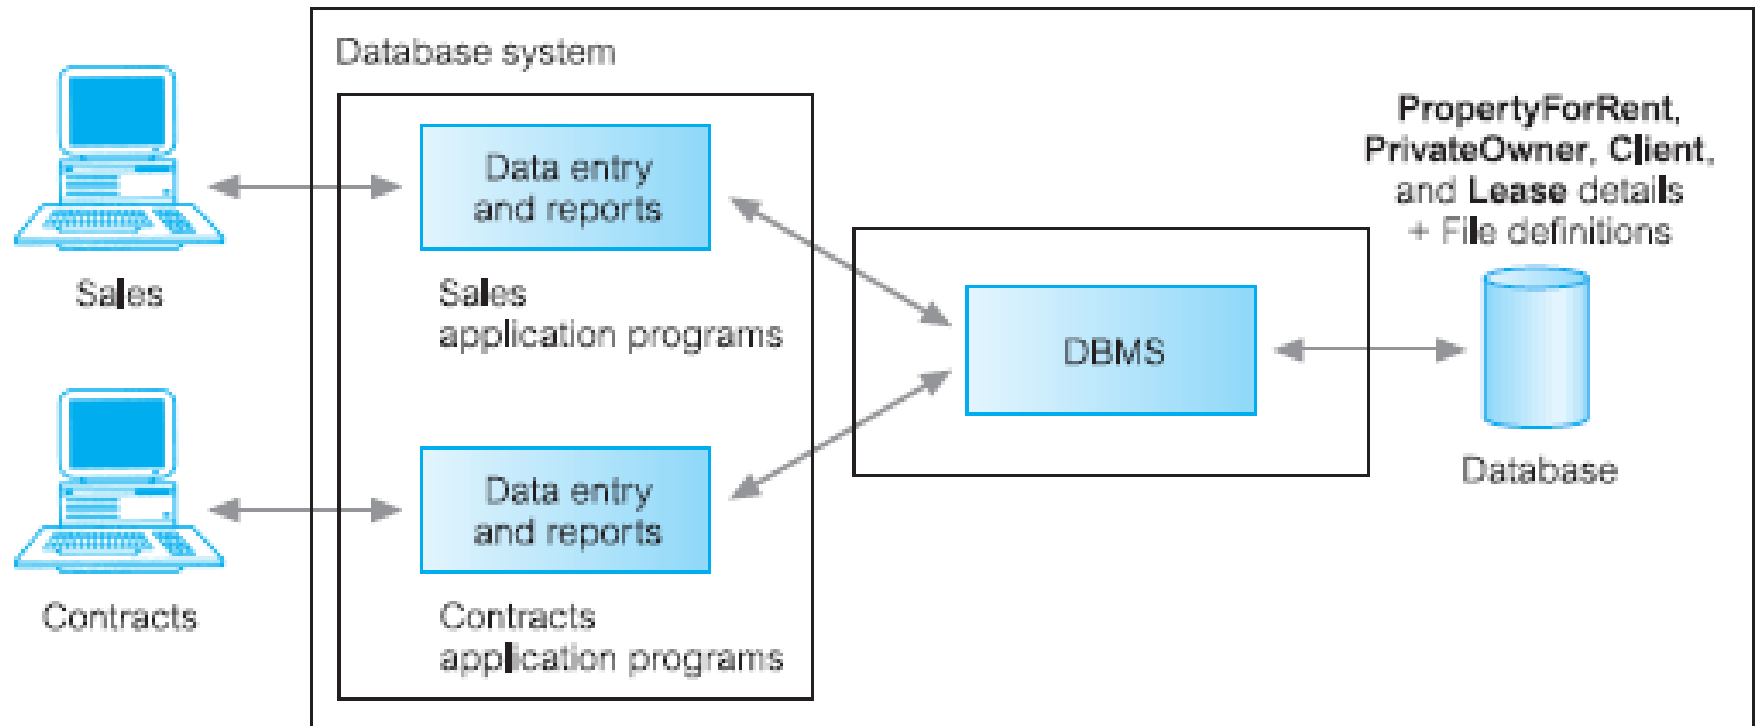 Database system
Sales
Data entry
and reports
Sales
application programs
Contracts
Data entry
and reports
Contracts
application programs
DBMS
PropertyForRent,
PrivateOwner, Client,
and Lease details
+ File definitions
Database